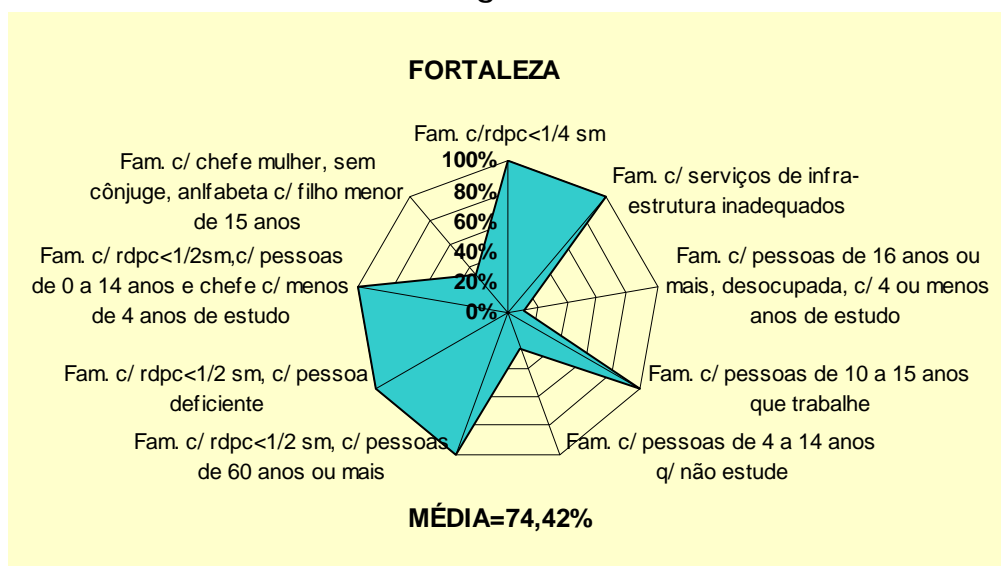 FORTALEZA
Fam. c/rdpc<1/4 sm
100%
80%
60%
40%
20%
0%
Fam. c/ serviços de infra-
estrutura inadequados
Fam. c/ pessoas de 16 anos ou
mais, desocupada, c/ 4 ou menos
anos de estudo
Fam. c/ pessoas de 10 a 15 anos
que trabalhe
Fam. c/ pessoas de 4 a 14 anos
q/ não estude
Fam. c/ rdpc<1/2 sm, c/ pessoas
de 60 anos ou mais
Fam. c/ rdpc<1/2 sm, c/ pessoa
deficiente
Fam. c/ rdpc<1/2sm,c/ pessoas
de 0 a 14 anos e chefe c/ menos
de 4 anos de estudo
Fam. c/ chefe mulher, sem
cônjuge, anlfabeta c/ filho menor
de 15 anos
MÉDIA=74,42%